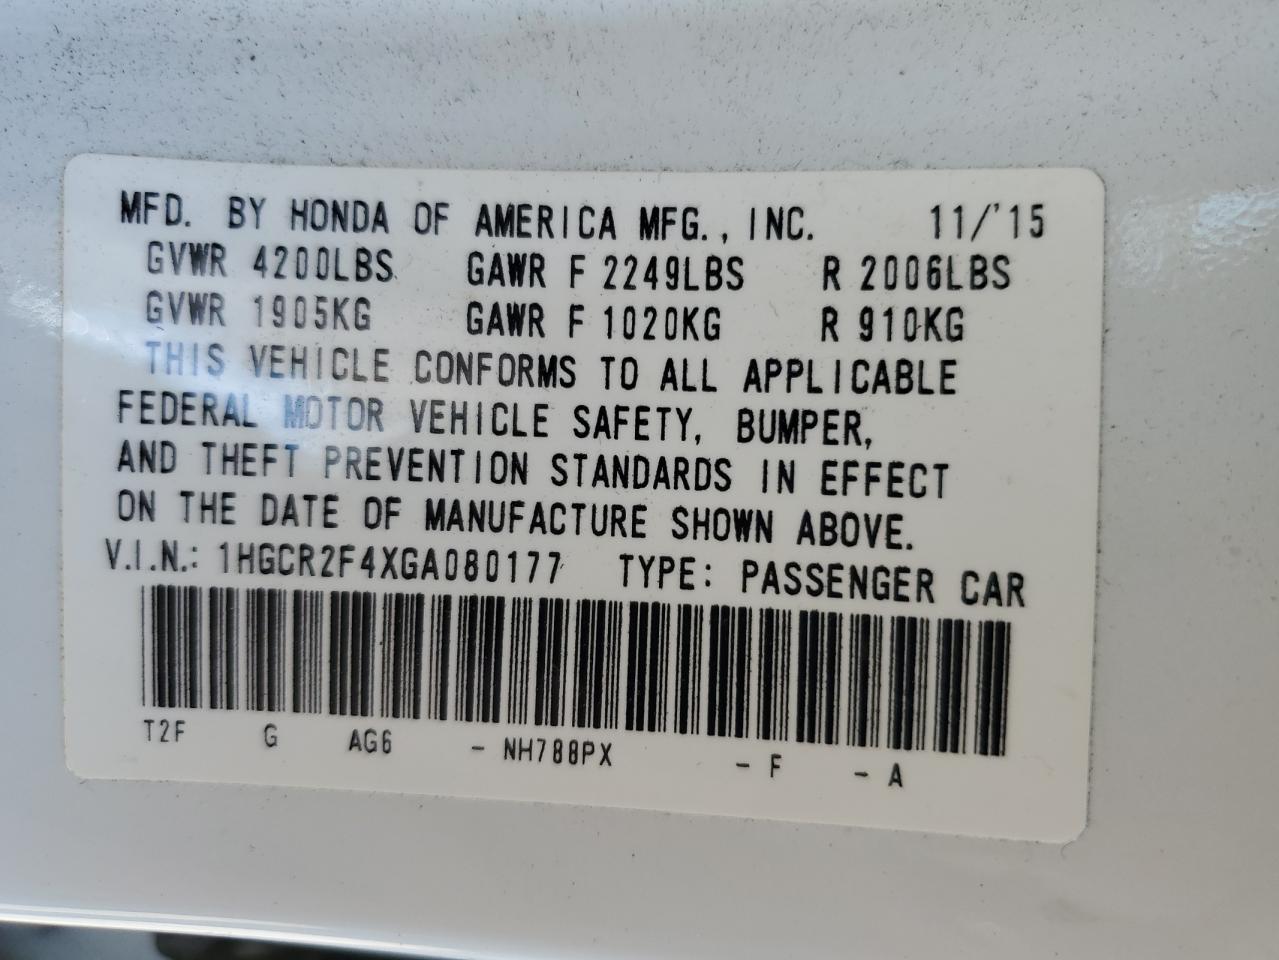 MFD. BY HONDA OF AMERICA MFG., INC. 11/'15
GVWR 4200LBS GAWR F 2249LBS R 2006LBS
GVWR 1905KG GAWR F 1020KG R 910KG
THIS VEHICLE CONFORMS TO ALL APPLICABLE
FEDERAL MOTOR VEHICLE SAFETY, BUMPER,
AND THEFT PREVENTION STANDARDS IN EFFECT
ON THE DATE OF MANUFACTURE SHOWN ABOVE.
V.I.N.: 1HGCR2F4XGA080177 TYPE: PASSENGER CAR
T2F G AG6 - NH788PX - F - A